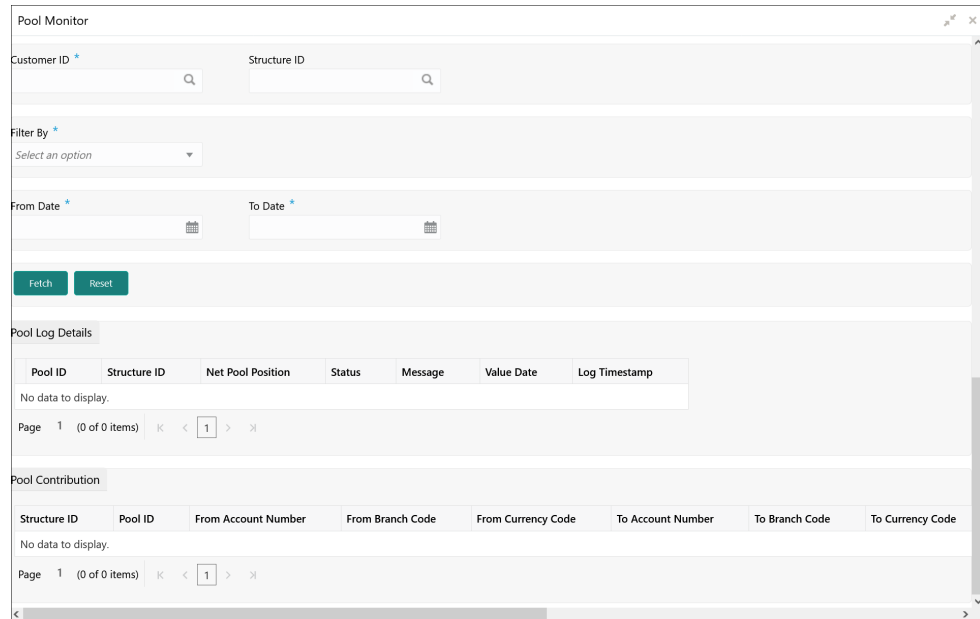 Pool Monitor
Customer ID * Structure ID
Filter By *
Select an option
From Date * To Date *
Fetch Reset
Pool Log Details
Pool ID Structure ID Net Pool Position Status Message Value Date Log Timestamp
No data to display.
Page 1 (0 of 0 items) 1
Pool Contribution
Structure ID Pool ID From Account Number From Branch Code From Currency Code To Account Number To Branch Code To Currency Code
No data to display.
Page 1 (0 of 0 items) 1